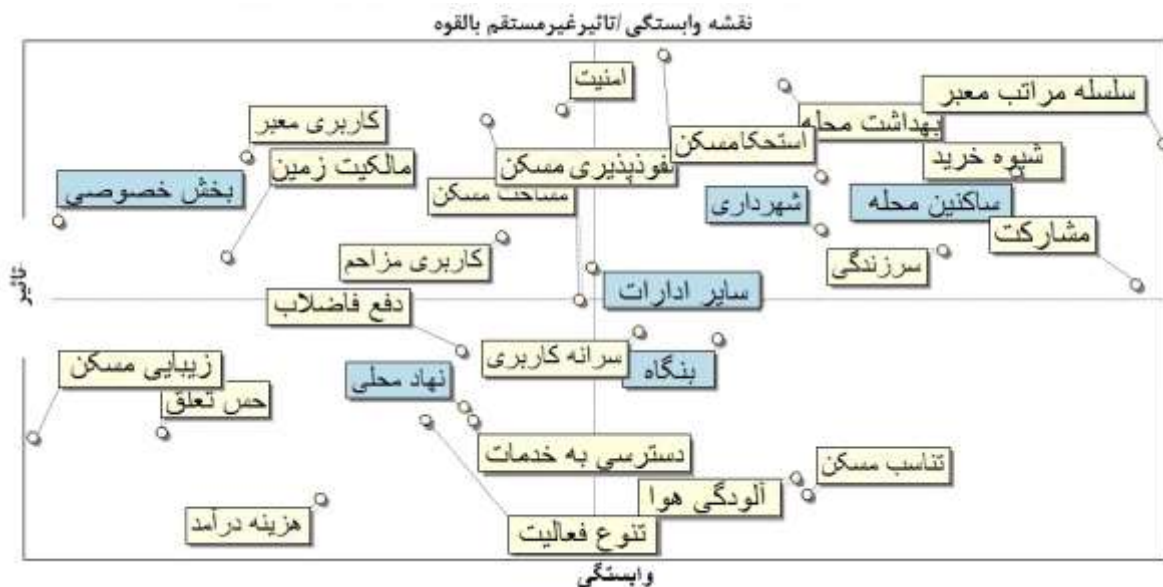 نقشه وابستگی /تاثیرغیرمستقم بالقوه
امنیت
سلسله مراتب معبر
کاربری معبر
بهداشت محله
استحکامسکن
شیوه خرید
مالکیت زمین
نفوذپذیری مسکن
بخش خصوصی
مساحت مسکن
شهرداری
ساکنین محله
مشارکت
کاربری مزاحم
سرزندگی
تاثیر
سایر ادارات
دفع فاضلاب
سرانه کاربری
بنگاه
زیبایی مسکن
نهاد محلی
حس تعلق
دسترسی به خدمات
تناسب مسکن
آلودگی هوا
هزینه درآمد
تنوع فعالیت
وابستگی